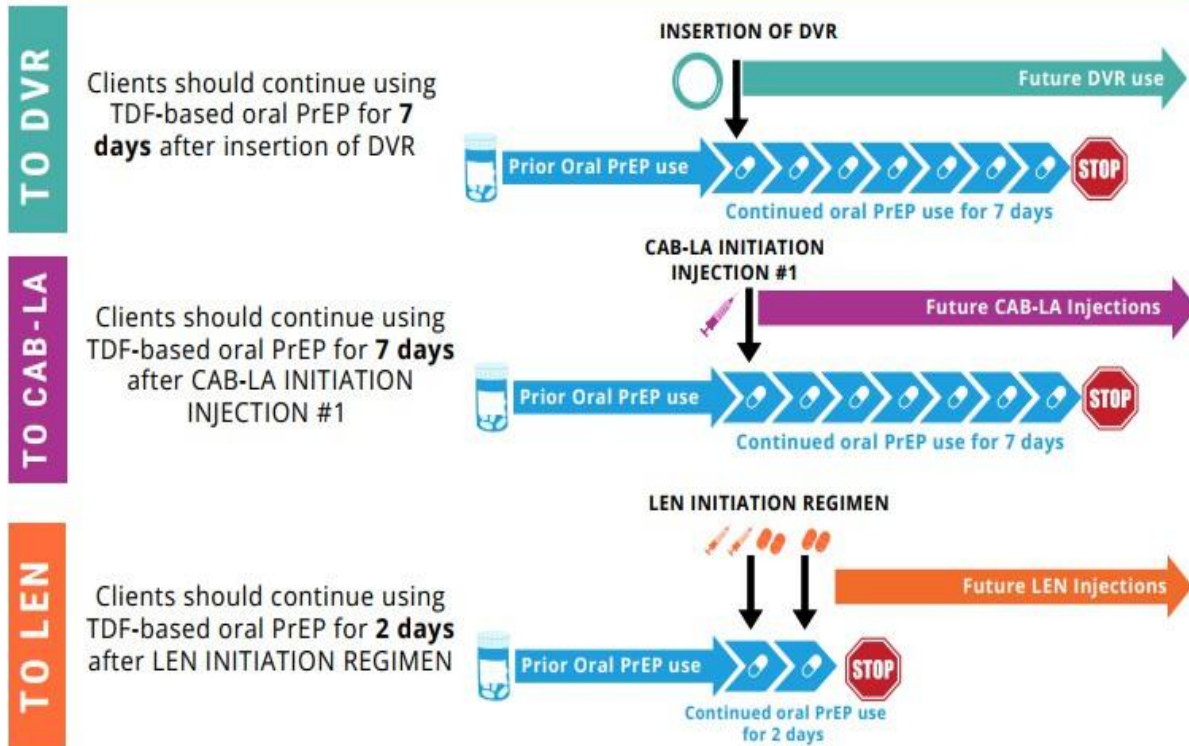 TO DVR
Clients should continue using
TDF-based oral PrEP for 7
days after insertion of DVR
INSERTION OF DVR
Future DVR use
Prior Oral PrEP use
STOP
Continued oral PrEP use for 7 days
TO CAB-LA
Clients should continue using
TDF-based oral PrEP for 7 days
after CAB-LA INITIATION
INJECTION #1
CAB-LA INITIATION
INJECTION #1
Future CAB-LA Injections
Prior Oral PrEP use
STOP
Continued oral PrEP use for 7 days
TO LEN
Clients should continue using
TDF-based oral PrEP for 2 days
after LEN INITIATION REGIMEN
LEN INITIATION REGIMEN
Future LEN Injections
Prior Oral PrEP use
STOP
Continued oral PrEP use
for 2 days